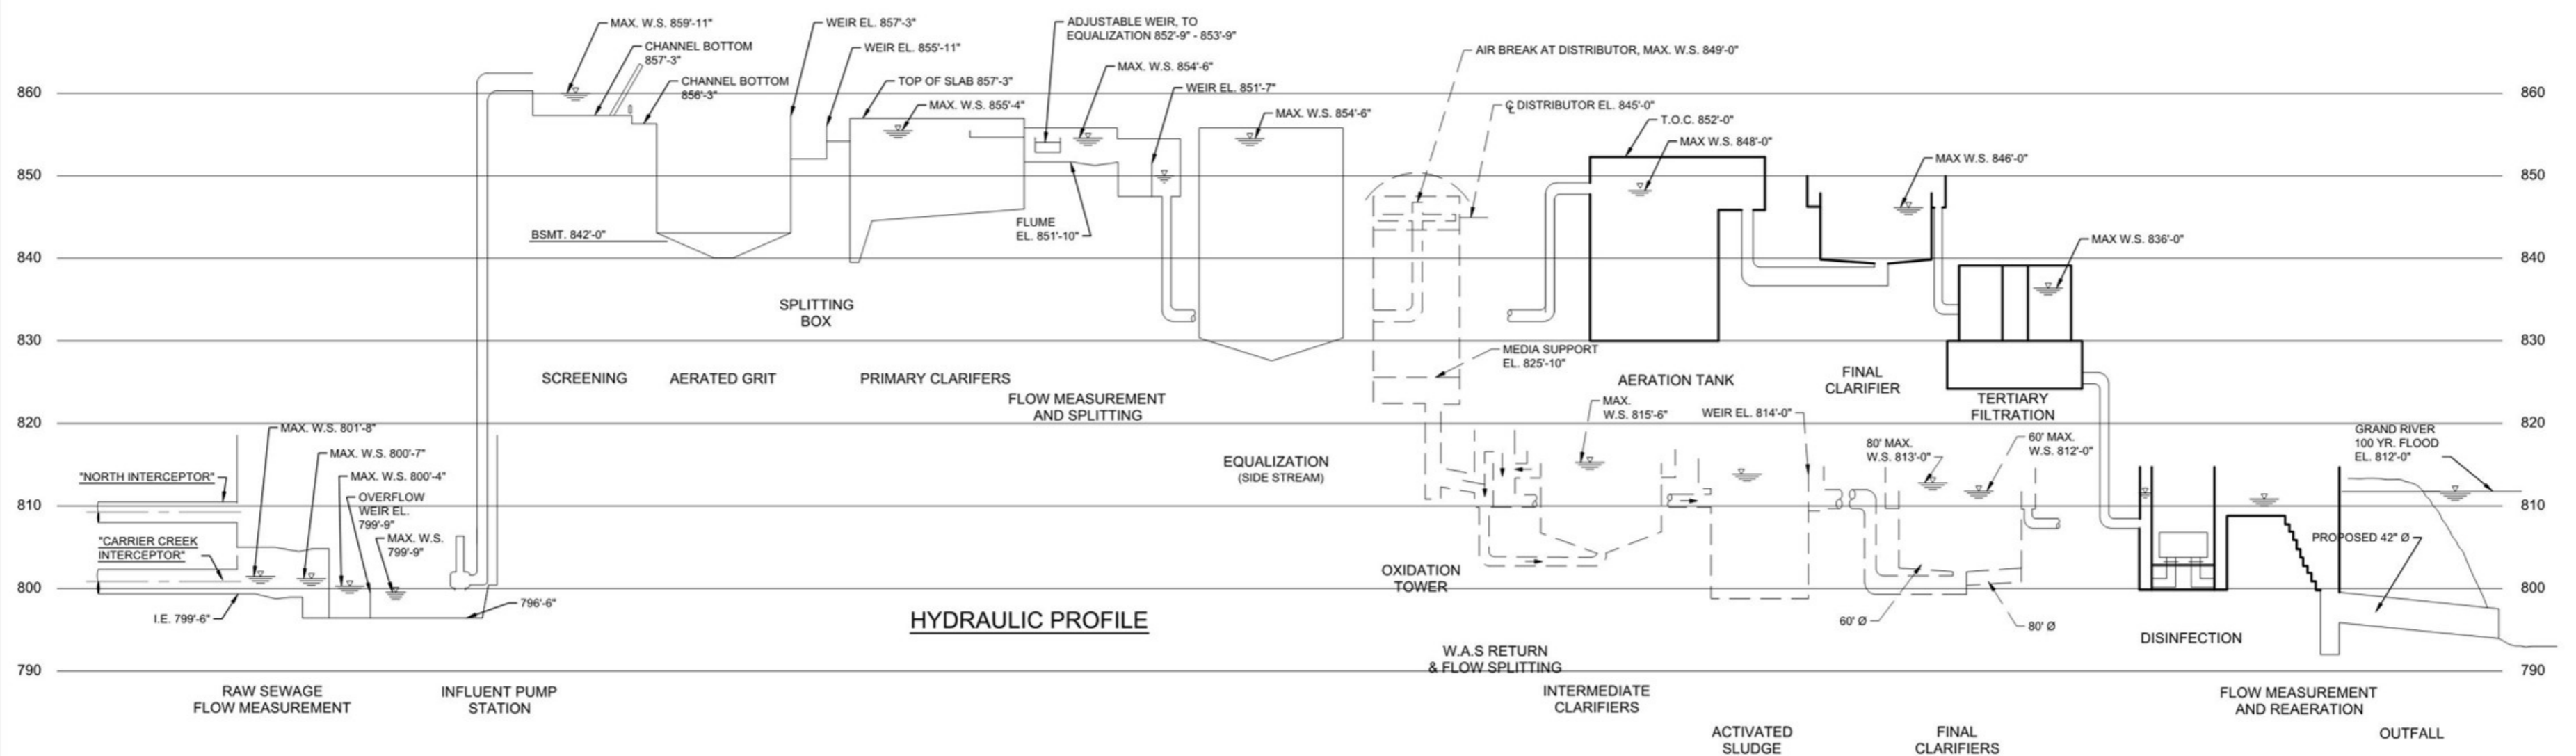 MAX. W.S. 859'-11"
CHANNEL BOTTOM
857'-3"
CHANNEL BOTTOM
856'-3"
WEIR EL. 857'-3"
WEIR EL. 855'-11"
TOP OF SLAB 857'-3"
MAX. W.S. 855'-4"
ADJUSTABLE WEIR, TO
EQUALIZATION 852'-9" - 853'-9"
MAX. W.S. 854'-6"
WEIR EL. 851'-7"
MAX. W.S. 854'-6"
AIR BREAK AT DISTRIBUTOR, MAX. W.S. 849'-0"
℄ DISTRIBUTOR EL. 845'-0"
T.O.C. 852'-0"
MAX W.S. 848'-0"
MAX W.S. 846'-0"
MAX W.S. 836'-0"
860
860
850
850
840
840
830
830
820
820
810
810
800
800
790
790
BSMT. 842'-0"
FLUME
EL. 851'-10"
SPLITTING
BOX
SCREENING
AERATED GRIT
PRIMARY CLARIFERS
FLOW MEASUREMENT
AND SPLITTING
EQUALIZATION
(SIDE STREAM)
MEDIA SUPPORT
EL. 825'-10"
AERATION TANK
FINAL
CLARIFIER
TERTIARY
FILTRATION
MAX.
W.S. 815'-6"
WEIR EL. 814'-0"
80' MAX.
W.S. 813'-0"
60' MAX.
W.S. 812'-0"
GRAND RIVER
100 YR. FLOOD
EL. 812'-0"
MAX. W.S. 801'-8"
MAX. W.S. 800'-7"
MAX. W.S. 800'-4"
OVERFLOW
WEIR EL.
799'-9"
MAX. W.S.
799'-9"
"NORTH INTERCEPTOR"
"CARRIER CREEK
INTERCEPTOR"
I.E. 799'-6"
796'-6"
HYDRAULIC PROFILE
OXIDATION
TOWER
60' Ø
80' Ø
PROPOSED 42" Ø
DISINFECTION
W.A.S RETURN
& FLOW SPLITTING
RAW SEWAGE
FLOW MEASUREMENT
INFLUENT PUMP
STATION
INTERMEDIATE
CLARIFIERS
FLOW MEASUREMENT
AND REAERATION
ACTIVATED
SLUDGE
FINAL
CLARIFIERS
OUTFALL